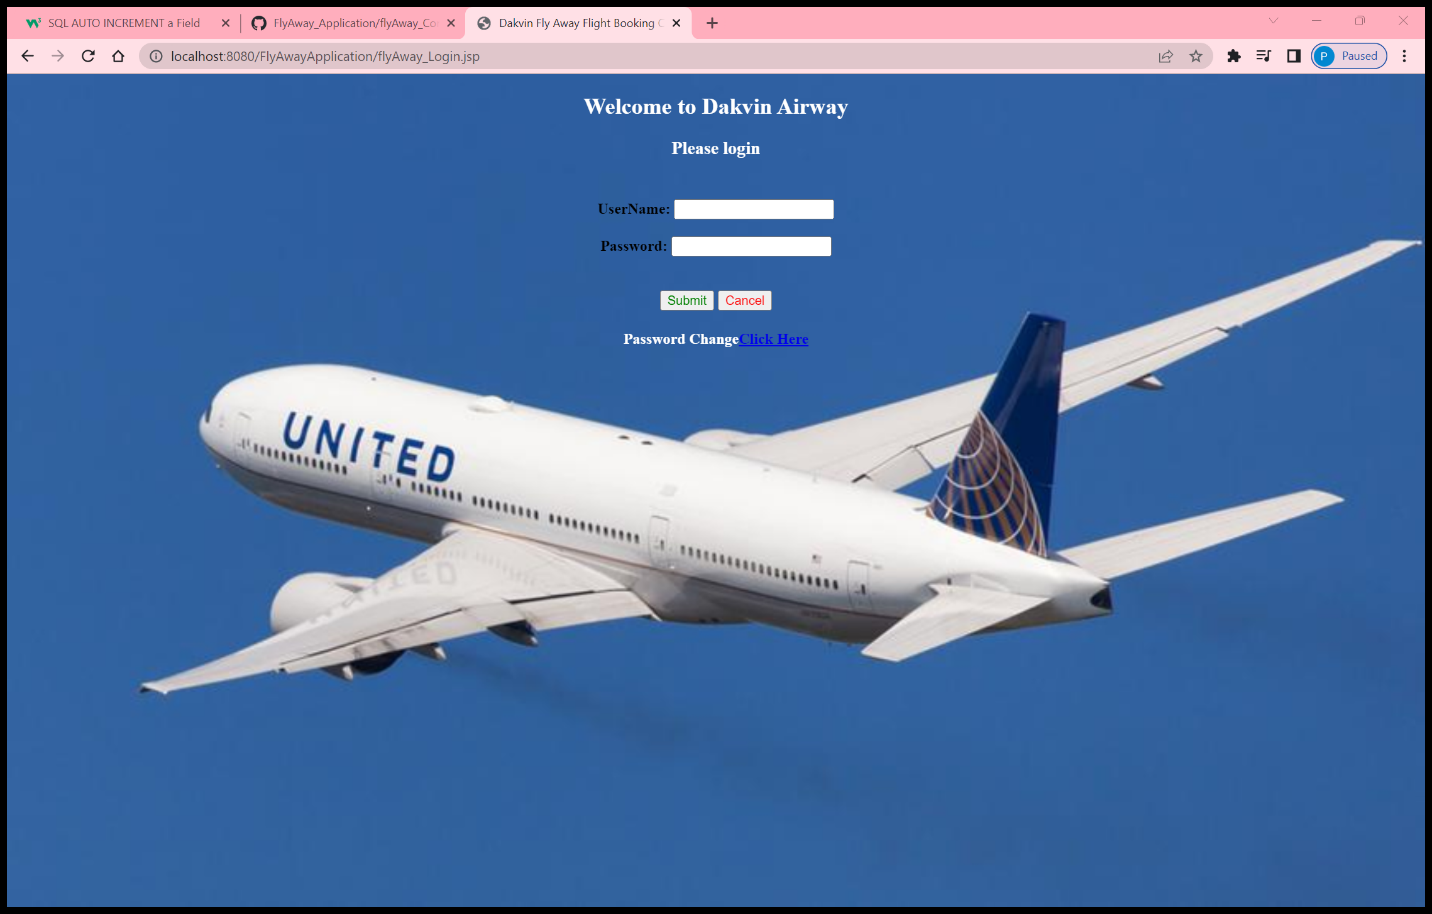 SQL AUTO INCREMENT a Field
FlyAway_Application/flyAway_Co
Dakvin Fly Away Flight Booking
localhost:8080/FlyAwayApplication/flyAway_Login.jsp
P Paused
Welcome to Dakvin Airway
Please login
UserName:
Password:
Submit Cancel
Password ChangeClick Here
UNITED
UNITED